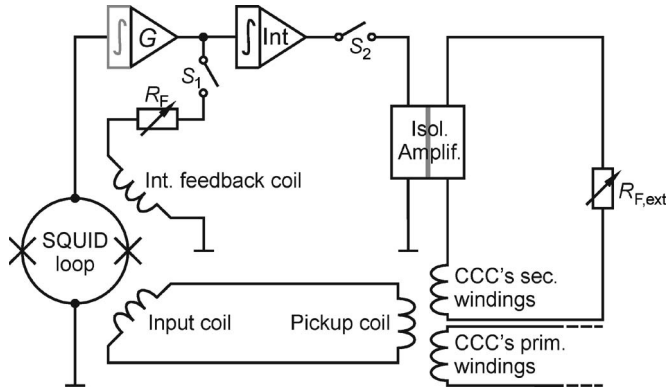 ∫
G
∫ Int
S1
S2
RF
Isol.
Amplif.
RF,ext
Int. feedback coil
SQUID
loop
CCC's sec.
windings
Input coil
Pickup coil
CCC's prim.
windings